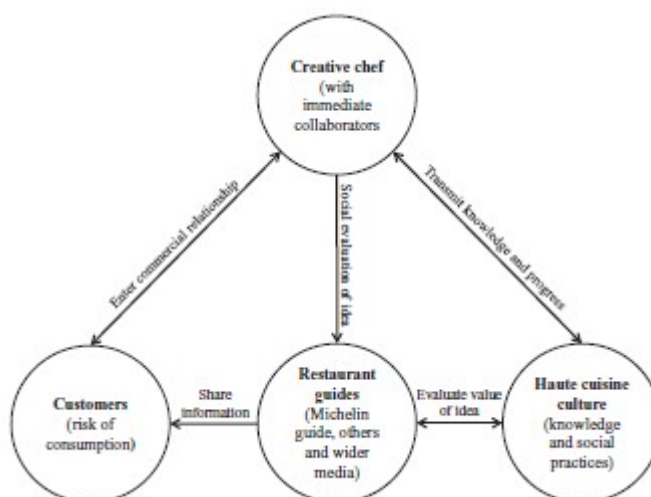 Creative chef
(with
immediate
collaborators
Enter commercial relationship
Social evaluation of idea
Transmit knowledge and progress
Customers
(risk of
consumption)
Share
information
Restaurant
guides
(Michelin
guide, others
and wider
media)
Evaluate value
of idea
Haute cuisine
culture
(knowledge
and social
practices)